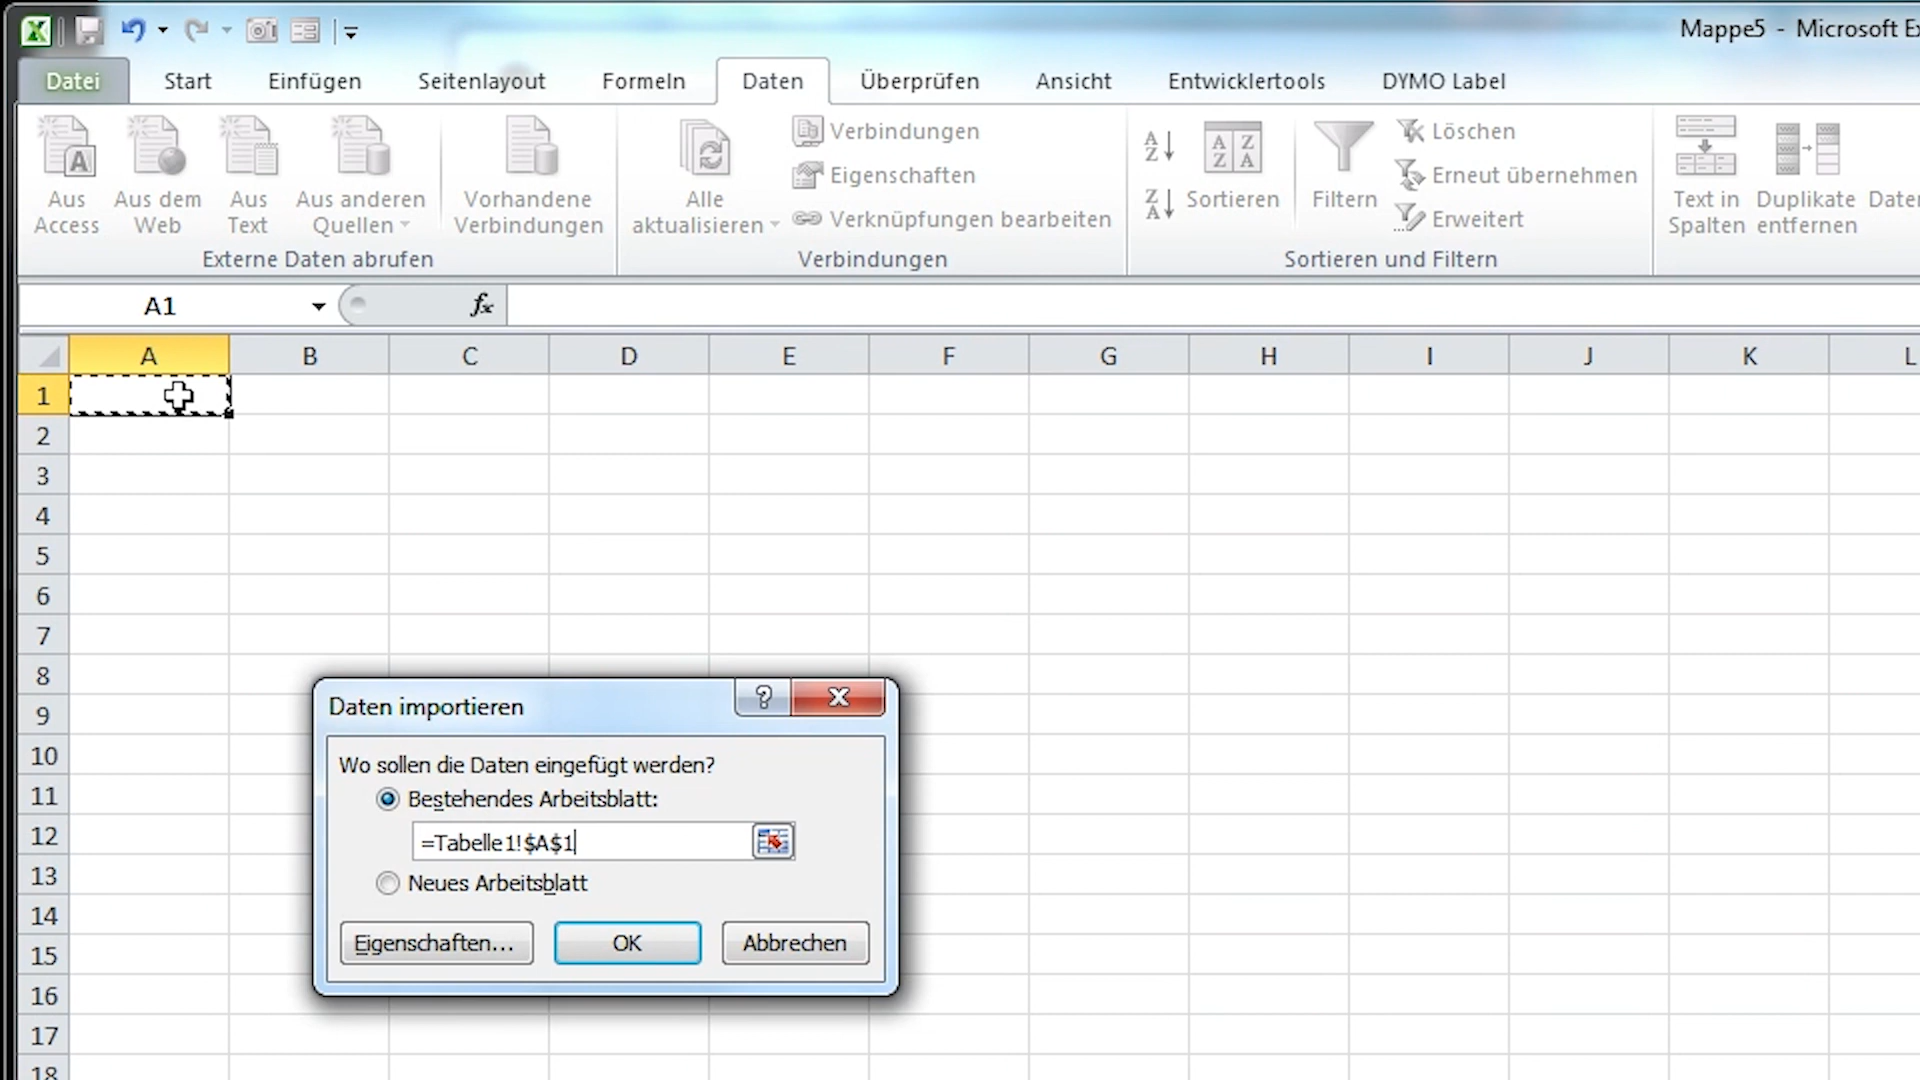 Mappe5 - Microsoft Ex
Datei Start Einfügen Seitenlayout Formeln Daten Überprüfen Ansicht Entwicklertools DYMO Label
Aus Access
Aus dem Web
Aus Text
Aus anderen Quellen
Vorhandene Verbindungen
Externe Daten abrufen
Alle aktualisieren
Verbindungen
Eigenschaften
Verknüpfungen bearbeiten
Verbindungen
A Z
Z A
A Z Z A
Sortieren
Filtern
Löschen
Erneut übernehmen
Erweitert
Sortieren und Filtern
Text in Spalten
Duplikate entfernen
Daten
A1 fx
A B C D E F G H I J K L
1
2
3
4
5
6
7
8
9
10
11
12
13
14
15
16
17
18
Daten importieren ?
Wo sollen die Daten eingefügt werden?
Bestehendes Arbeitsblatt:
=Tabelle1!$A$1
Neues Arbeitsblatt
Eigenschaften... OK Abbrechen